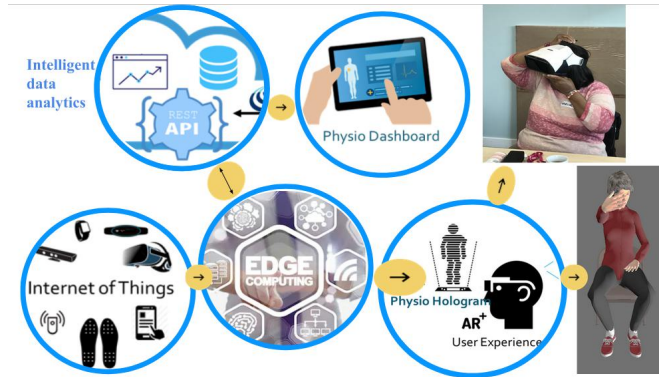 Intelligent
data
analytics
REST
API
Physio Dashboard
Internet of Things
EDGE
COMPUTING
Physio Hologram
AR+
User Experience